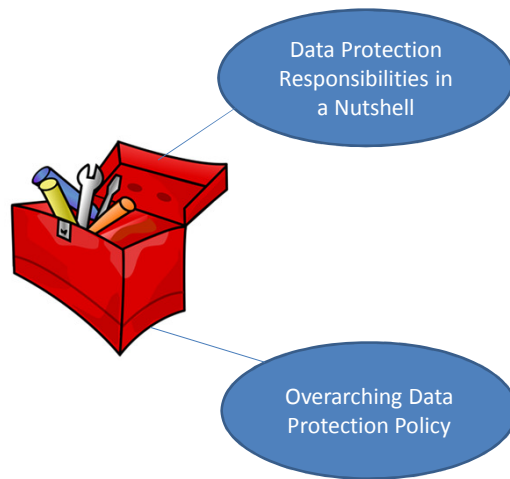 Data Protection
Responsibilities in
a Nutshell
Overarching Data
Protection Policy